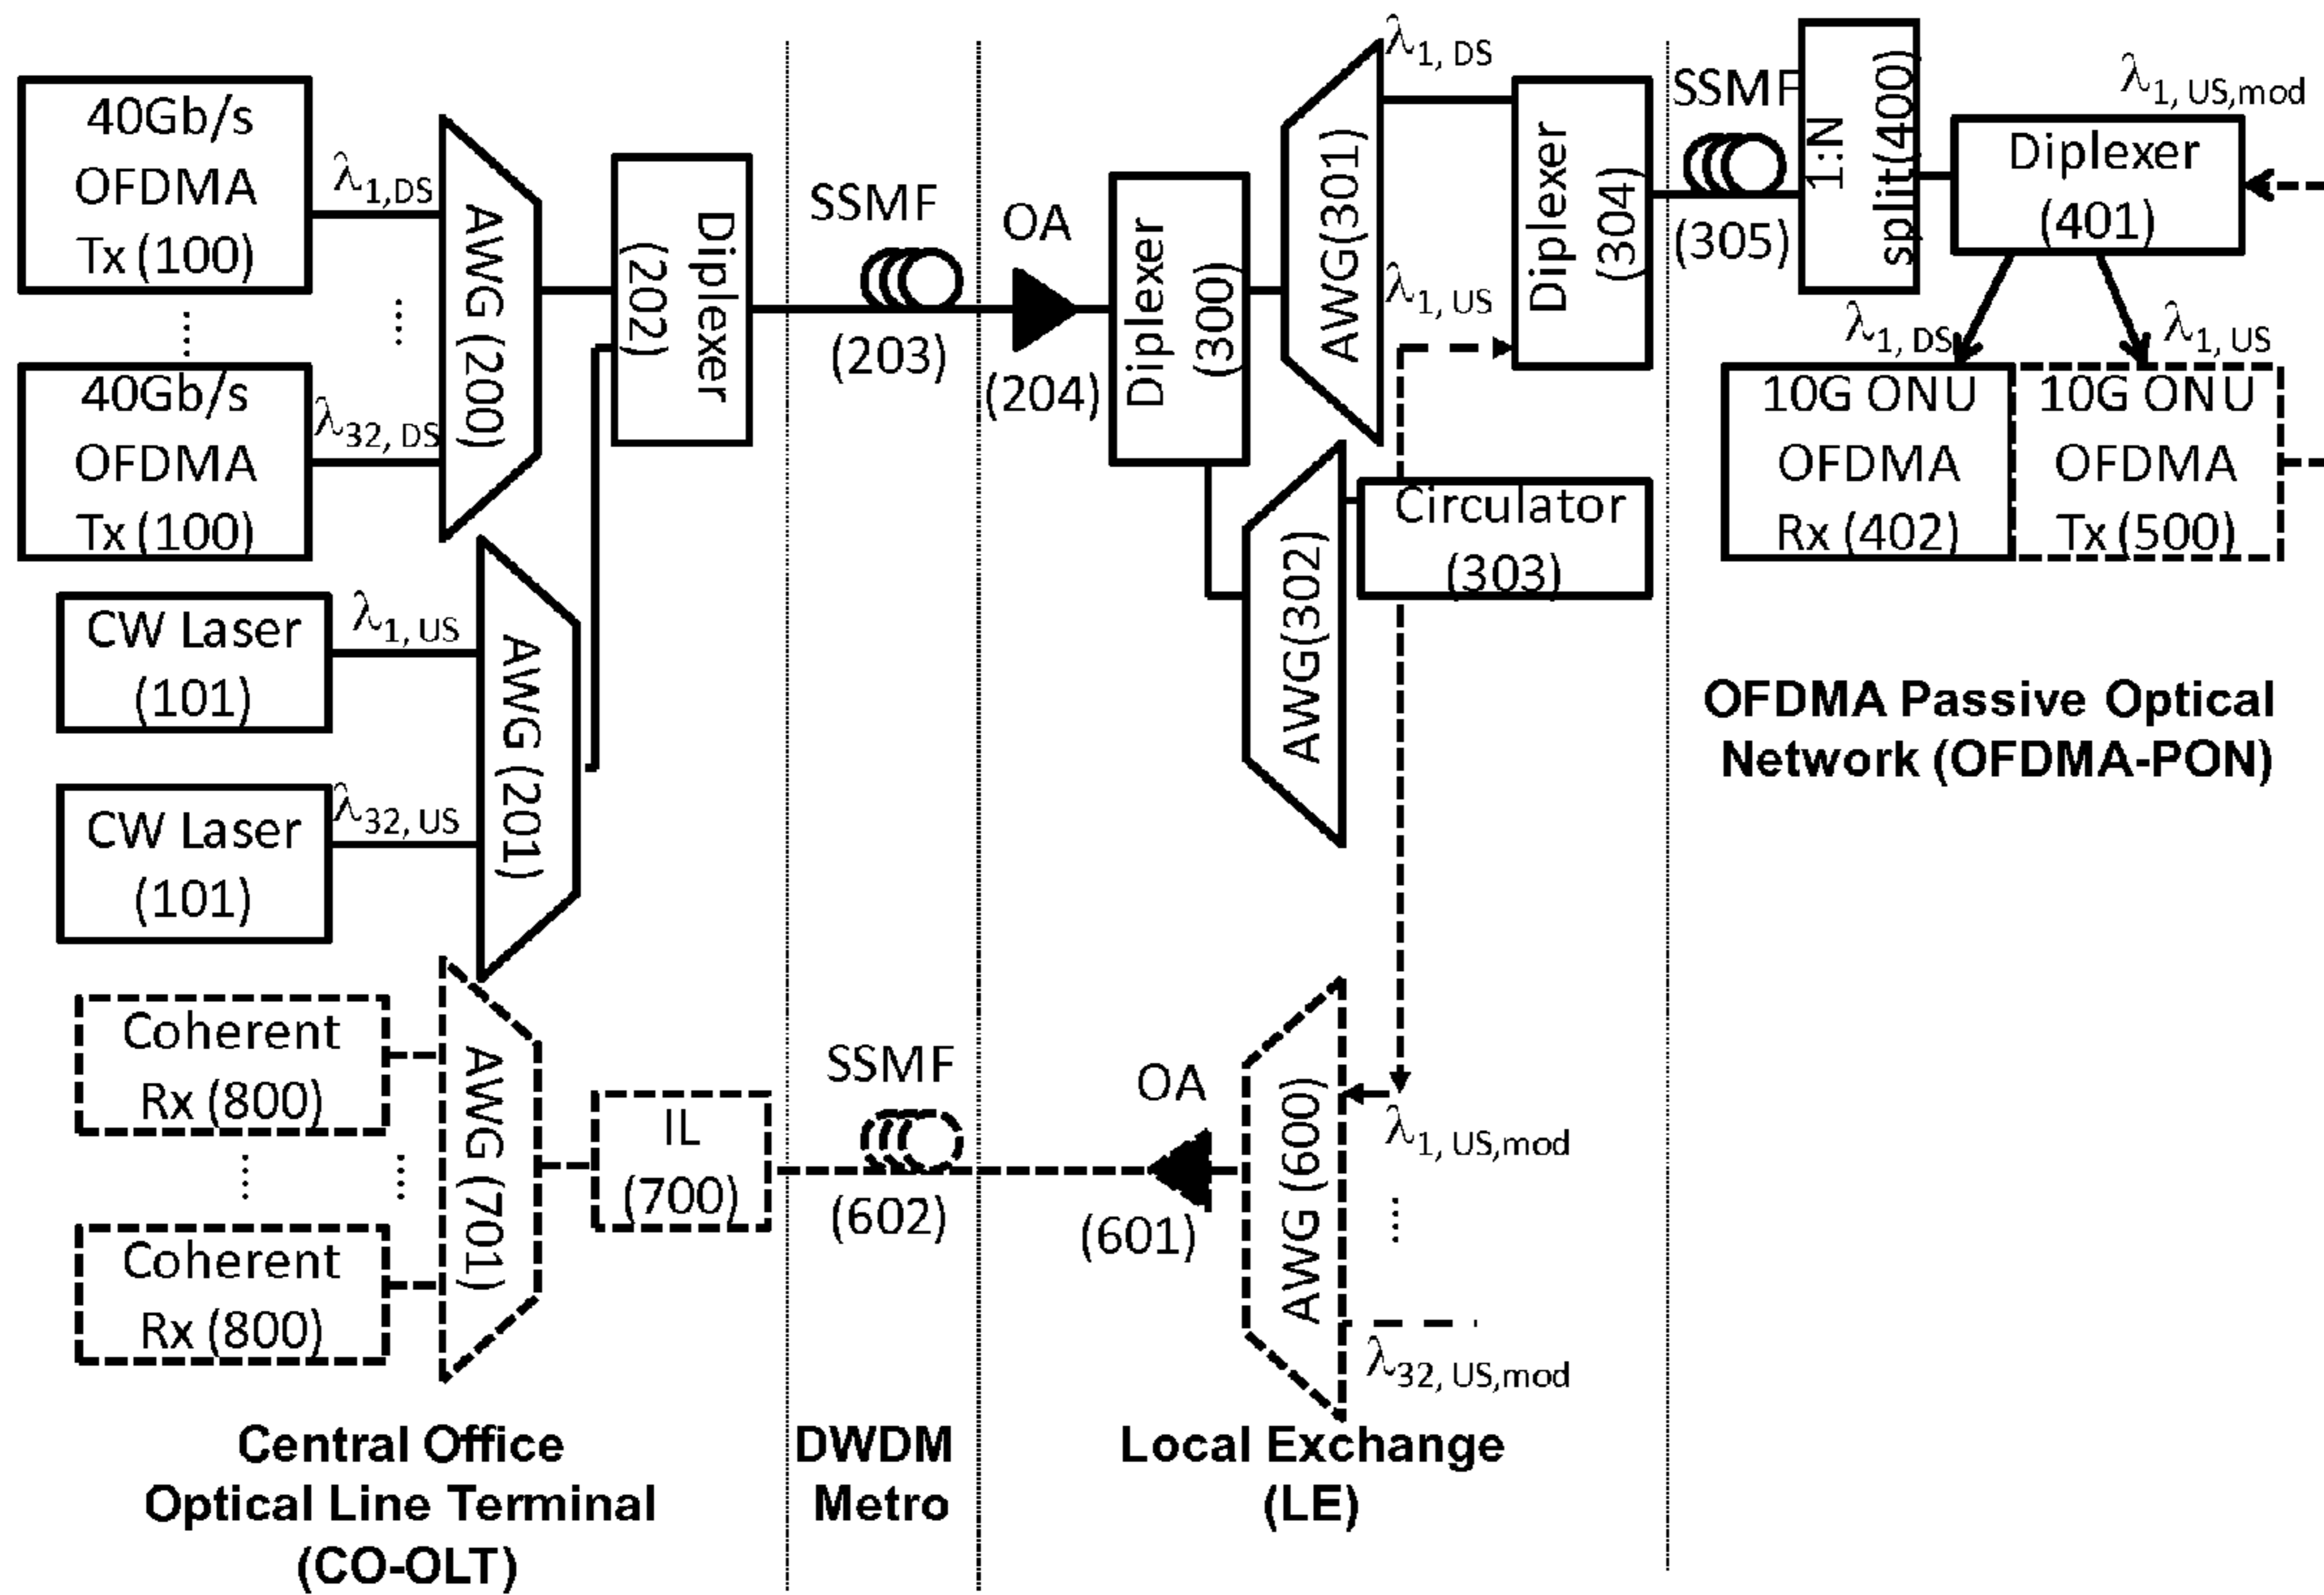 40Gb/s
OFDMA
Tx (100)
λ1,DS
40Gb/s
OFDMA
Tx (100)
λ32, DS
AWG (200)
Diplexer
(202)
CW Laser
(101)
λ1, US
CW Laser
(101)
λ32, US
AWG (201)
Coherent
Rx (800)
Coherent
Rx (800)
AWG (701)
IL
(700)
Central Office
Optical Line Terminal
(CO-OLT)
SSMF
(203)
SSMF
(602)
DWDM
Metro
OA
(204)
Diplexer
(300)
AWG(301)
λ1, DS
λ1, US
Diplexer
(304)
AWG(302)
Circulator
(303)
OA
(601)
AWG (600)
λ1, US,mod
λ32, US,mod
Local Exchange
(LE)
SSMF
(305)
1:N
split(400)
λ1, US,mod
Diplexer
(401)
λ1, DS
λ1, US
10G ONU
OFDMA
Rx (402)
10G ONU
OFDMA
Tx (500)
OFDMA Passive Optical
Network (OFDMA-PON)